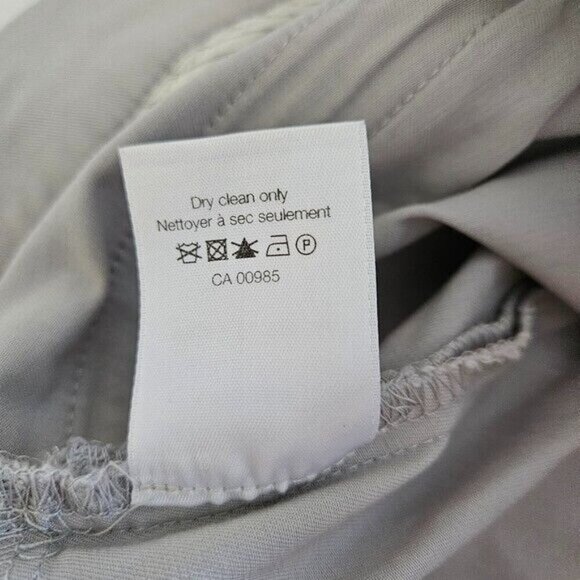 Dry clean only
Nettoyer à sec seulement
P
CA 00985